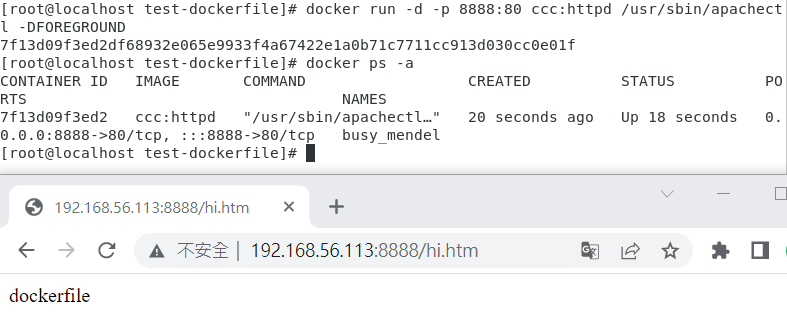 [root@localhost test-dockerfile]# docker run -d -p 8888:80 ccc:httpd /usr/sbin/apachect
l -DFOREGROUND
7f13d09f3ed2df68932e065e9933f4a67422e1a0b71c7711cc913d030cc0e01f
[root@localhost test-dockerfile]# docker ps -a
CONTAINER ID   IMAGE       COMMAND                  CREATED          STATUS          PO
RTS                                   NAMES
7f13d09f3ed2   ccc:httpd   "/usr/sbin/apachectl…"   20 seconds ago   Up 18 seconds   0.
0.0.0:8888->80/tcp, :::8888->80/tcp   busy_mendel
[root@localhost test-dockerfile]#
192.168.56.113:8888/hi.htm
不安全 | 192.168.56.113:8888/hi.htm
dockerfile